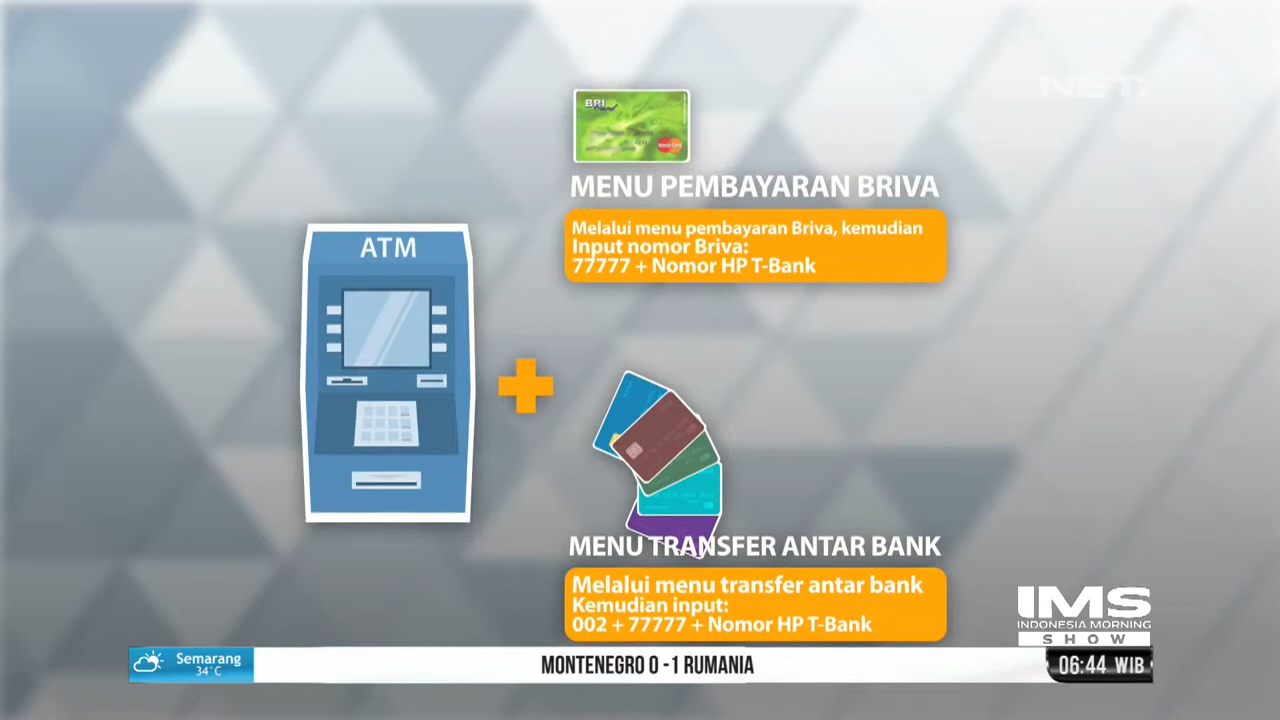 NET.
BRI
MENU PEMBAYARAN BRIVA
Melalui menu pembayaran Briva, kemudian
Input nomor Briva:
77777 + Nomor HP T-Bank
ATM
MENU TRANSFER ANTAR BANK
Melalui menu transfer antar bank
Kemudian input:
002 + 77777 + Nomor HP T-Bank
IMS
INDONESIA MORNING
SHOW
Semarang
34°C
MONTENEGRO 0 -1 RUMANIA
06:44 WIB